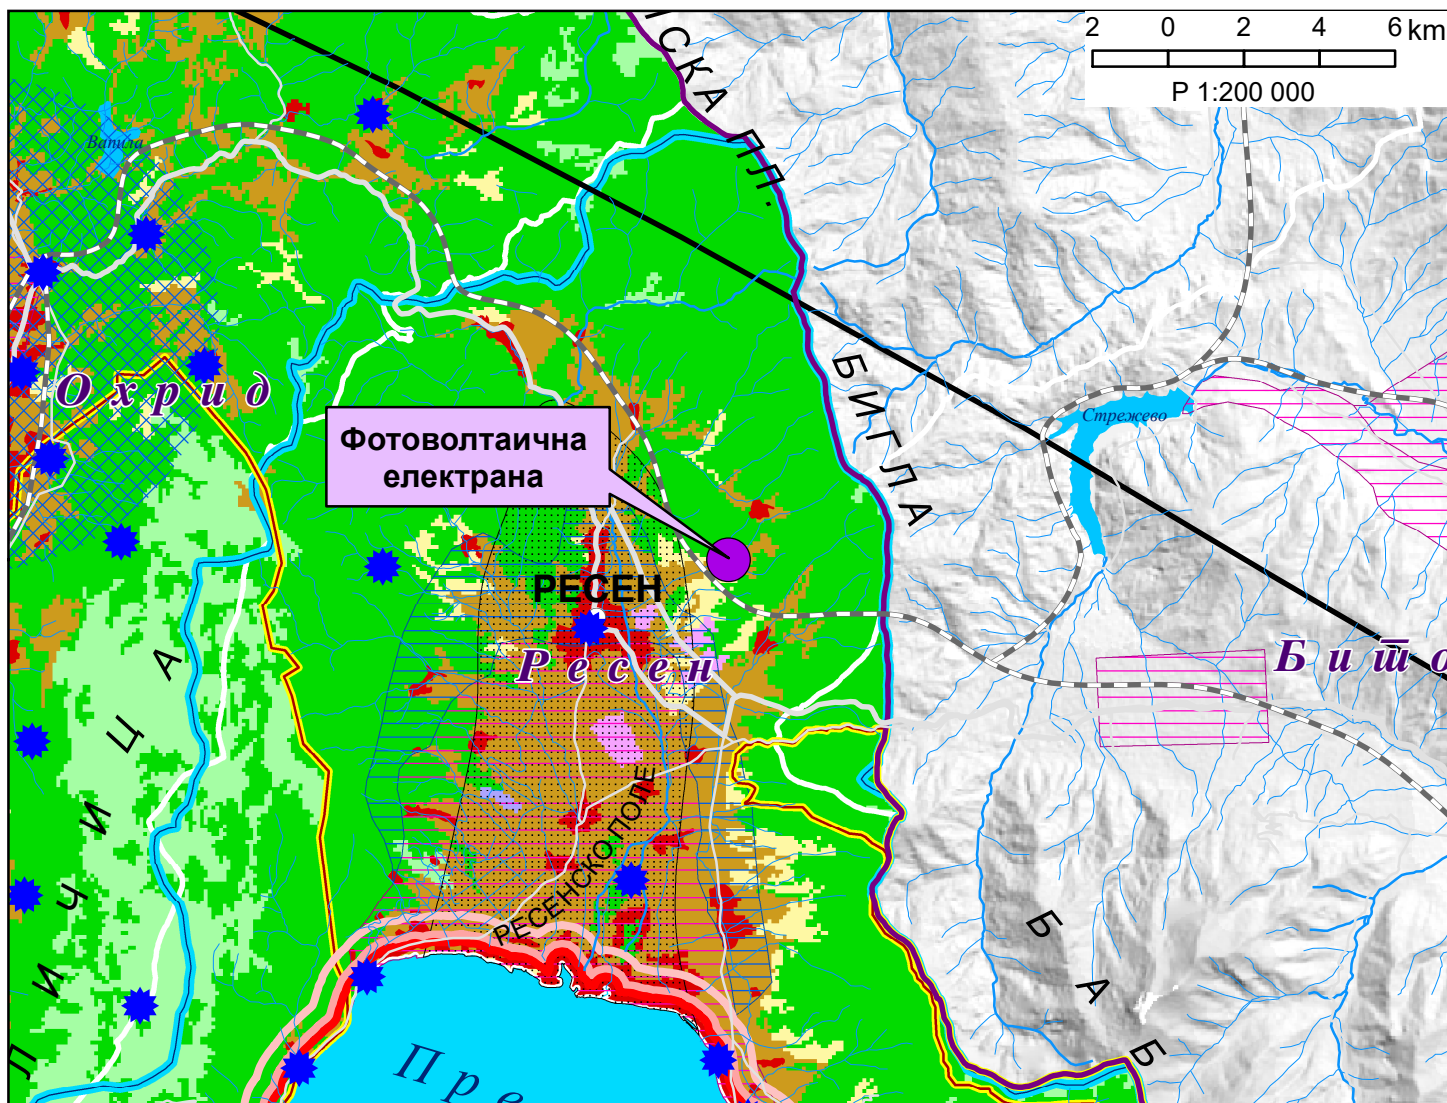 2 0 2 4 6 km
Р 1:200 000
СКА ПЛ.
Вапила
БИГЛА
Охрид
Стрежево
Фотоволтаична
електрана
РЕСЕН
Ресен
Бито
ЛИЧИЦА
РЕСЕНСКО ПОЛЕ
БАБ
Пре